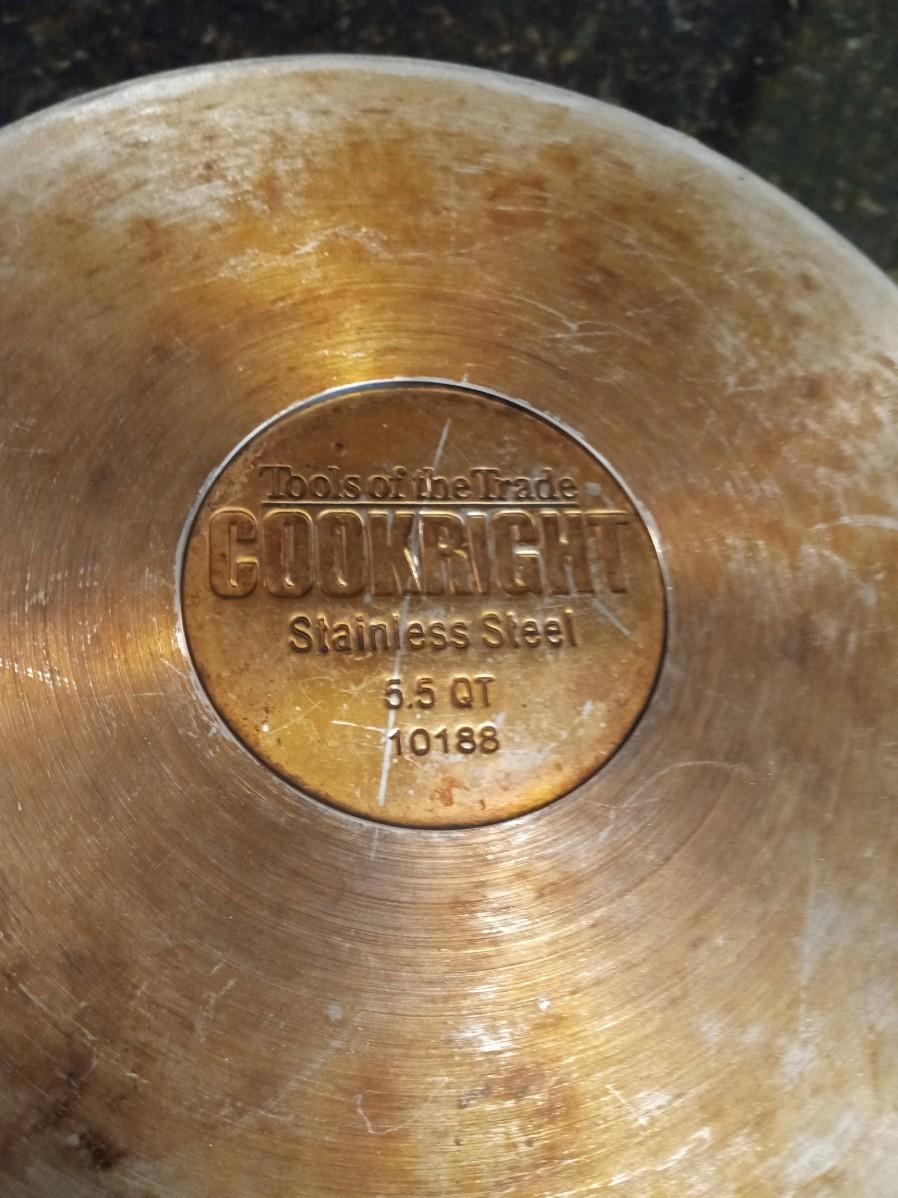 Tools of the Trade
COOKRIGHT
Stainless Steel
5.5 QT
10188